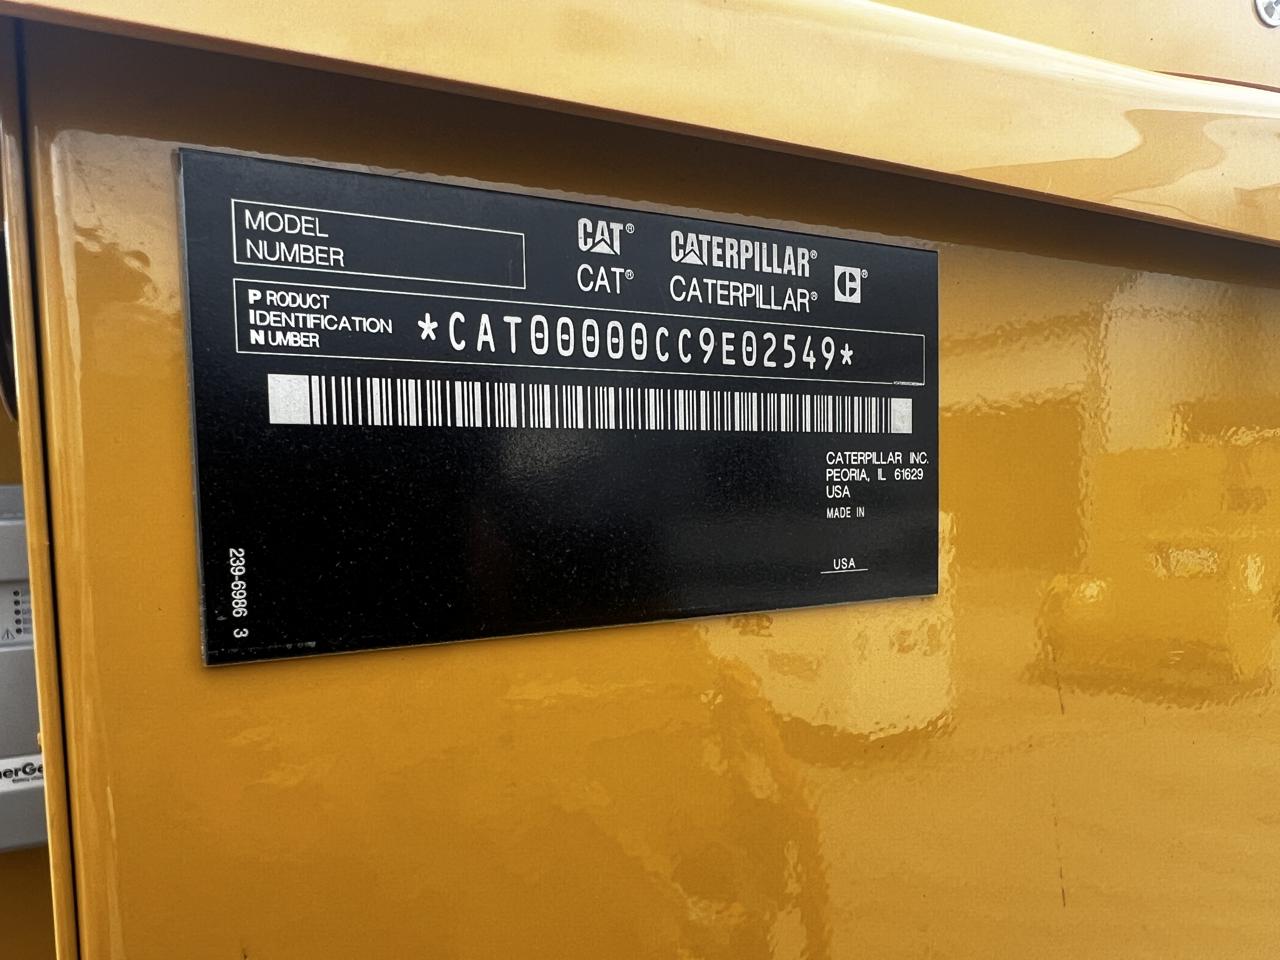 MODEL
NUMBER
CAT® CATERPILLAR®
CAT® CATERPILLAR® C®
PRODUCT
IDENTIFICATION
NUMBER
*CAT00000CC9E02549*
CATERPILLAR INC.
PEORIA, IL 61629
USA
MADE IN
USA
239-6986 3